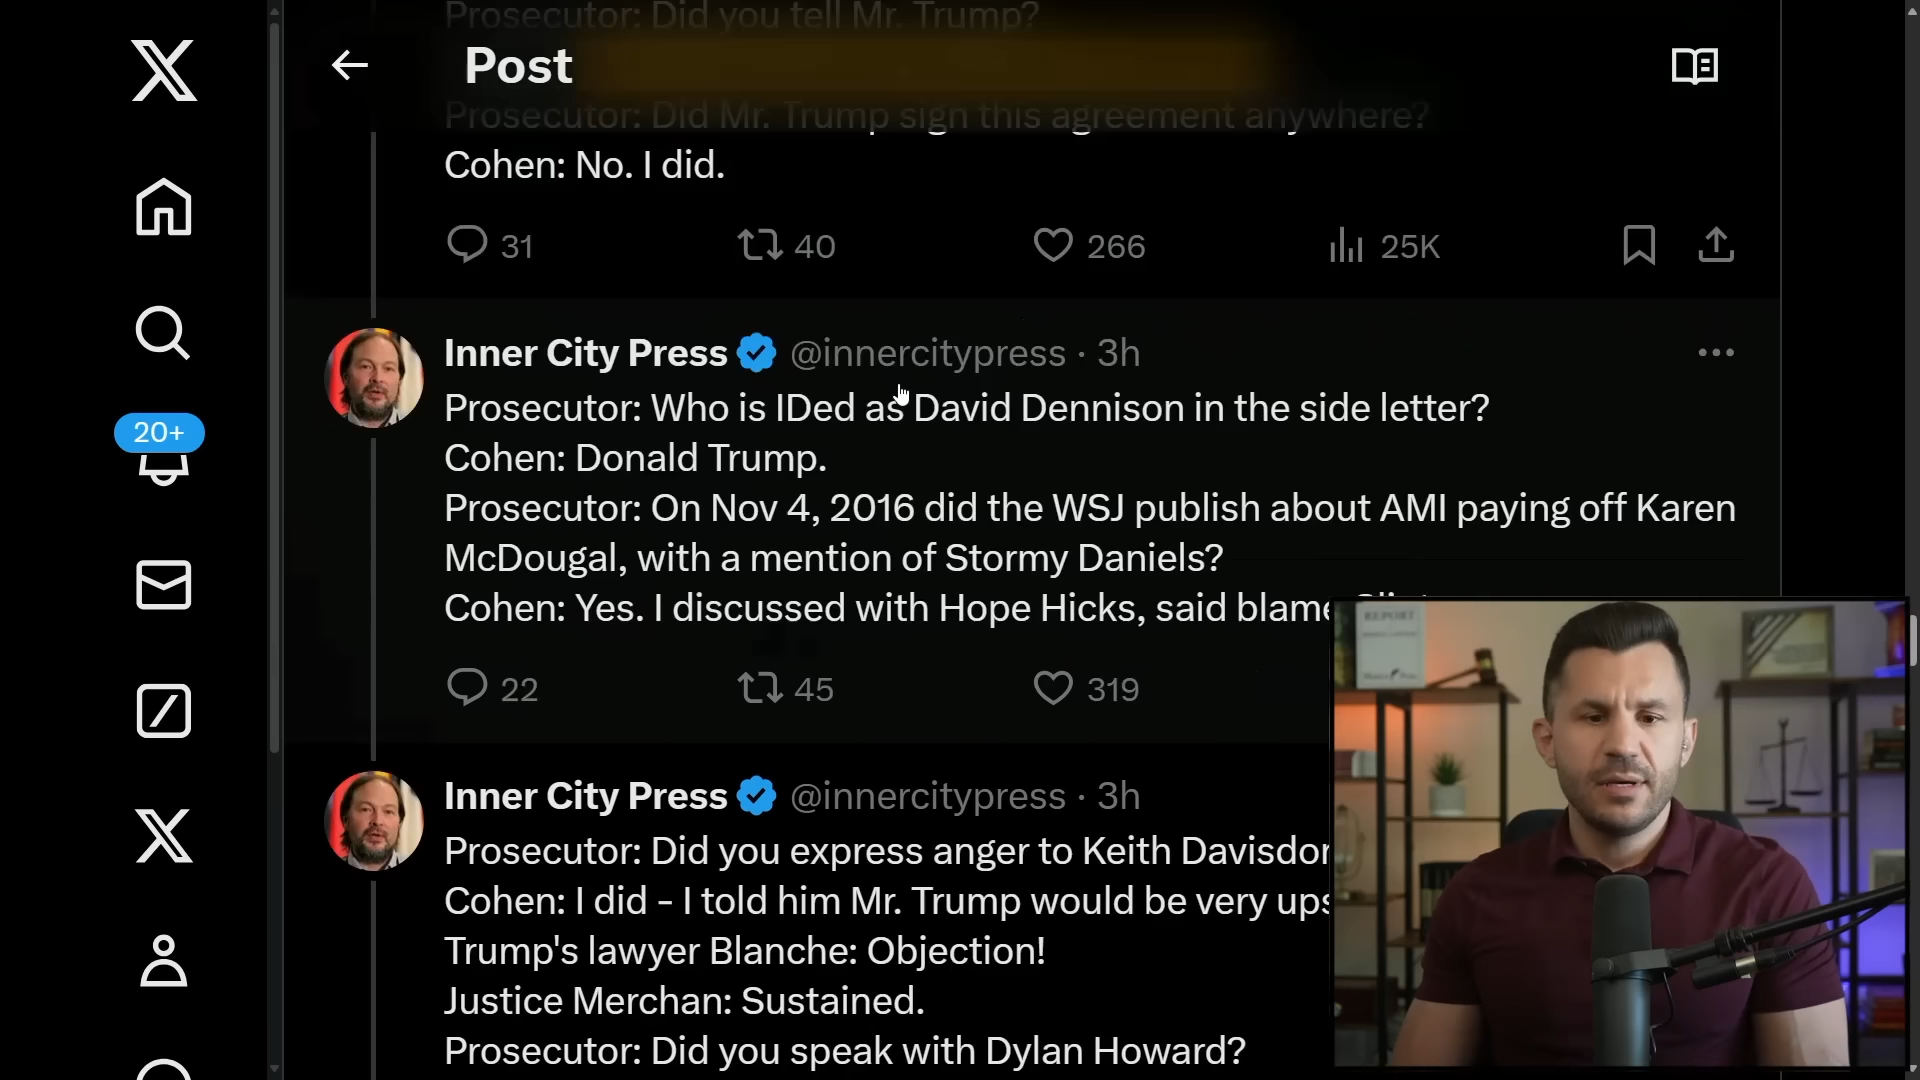 Prosecutor: Did you tell Mr. Trump?
Post
Prosecutor: Did Mr. Trump sign this agreement anywhere?
Cohen: No. I did.
31 40 266 25K
20+
Inner City Press @innercitypress · 3h
Prosecutor: Who is IDed as David Dennison in the side letter?
Cohen: Donald Trump.
Prosecutor: On Nov 4, 2016 did the WSJ publish about AMI paying off Karen
McDougal, with a mention of Stormy Daniels?
Cohen: Yes. I discussed with Hope Hicks, said blame
22 45 319
Inner City Press @innercitypress · 3h
Prosecutor: Did you express anger to Keith
Cohen: I did - I told him Mr. Trump would be very
Trump's lawyer Blanche: Objection!
Justice Merchan: Sustained.
Prosecutor: Did you speak with Dylan Howard?
REPORT